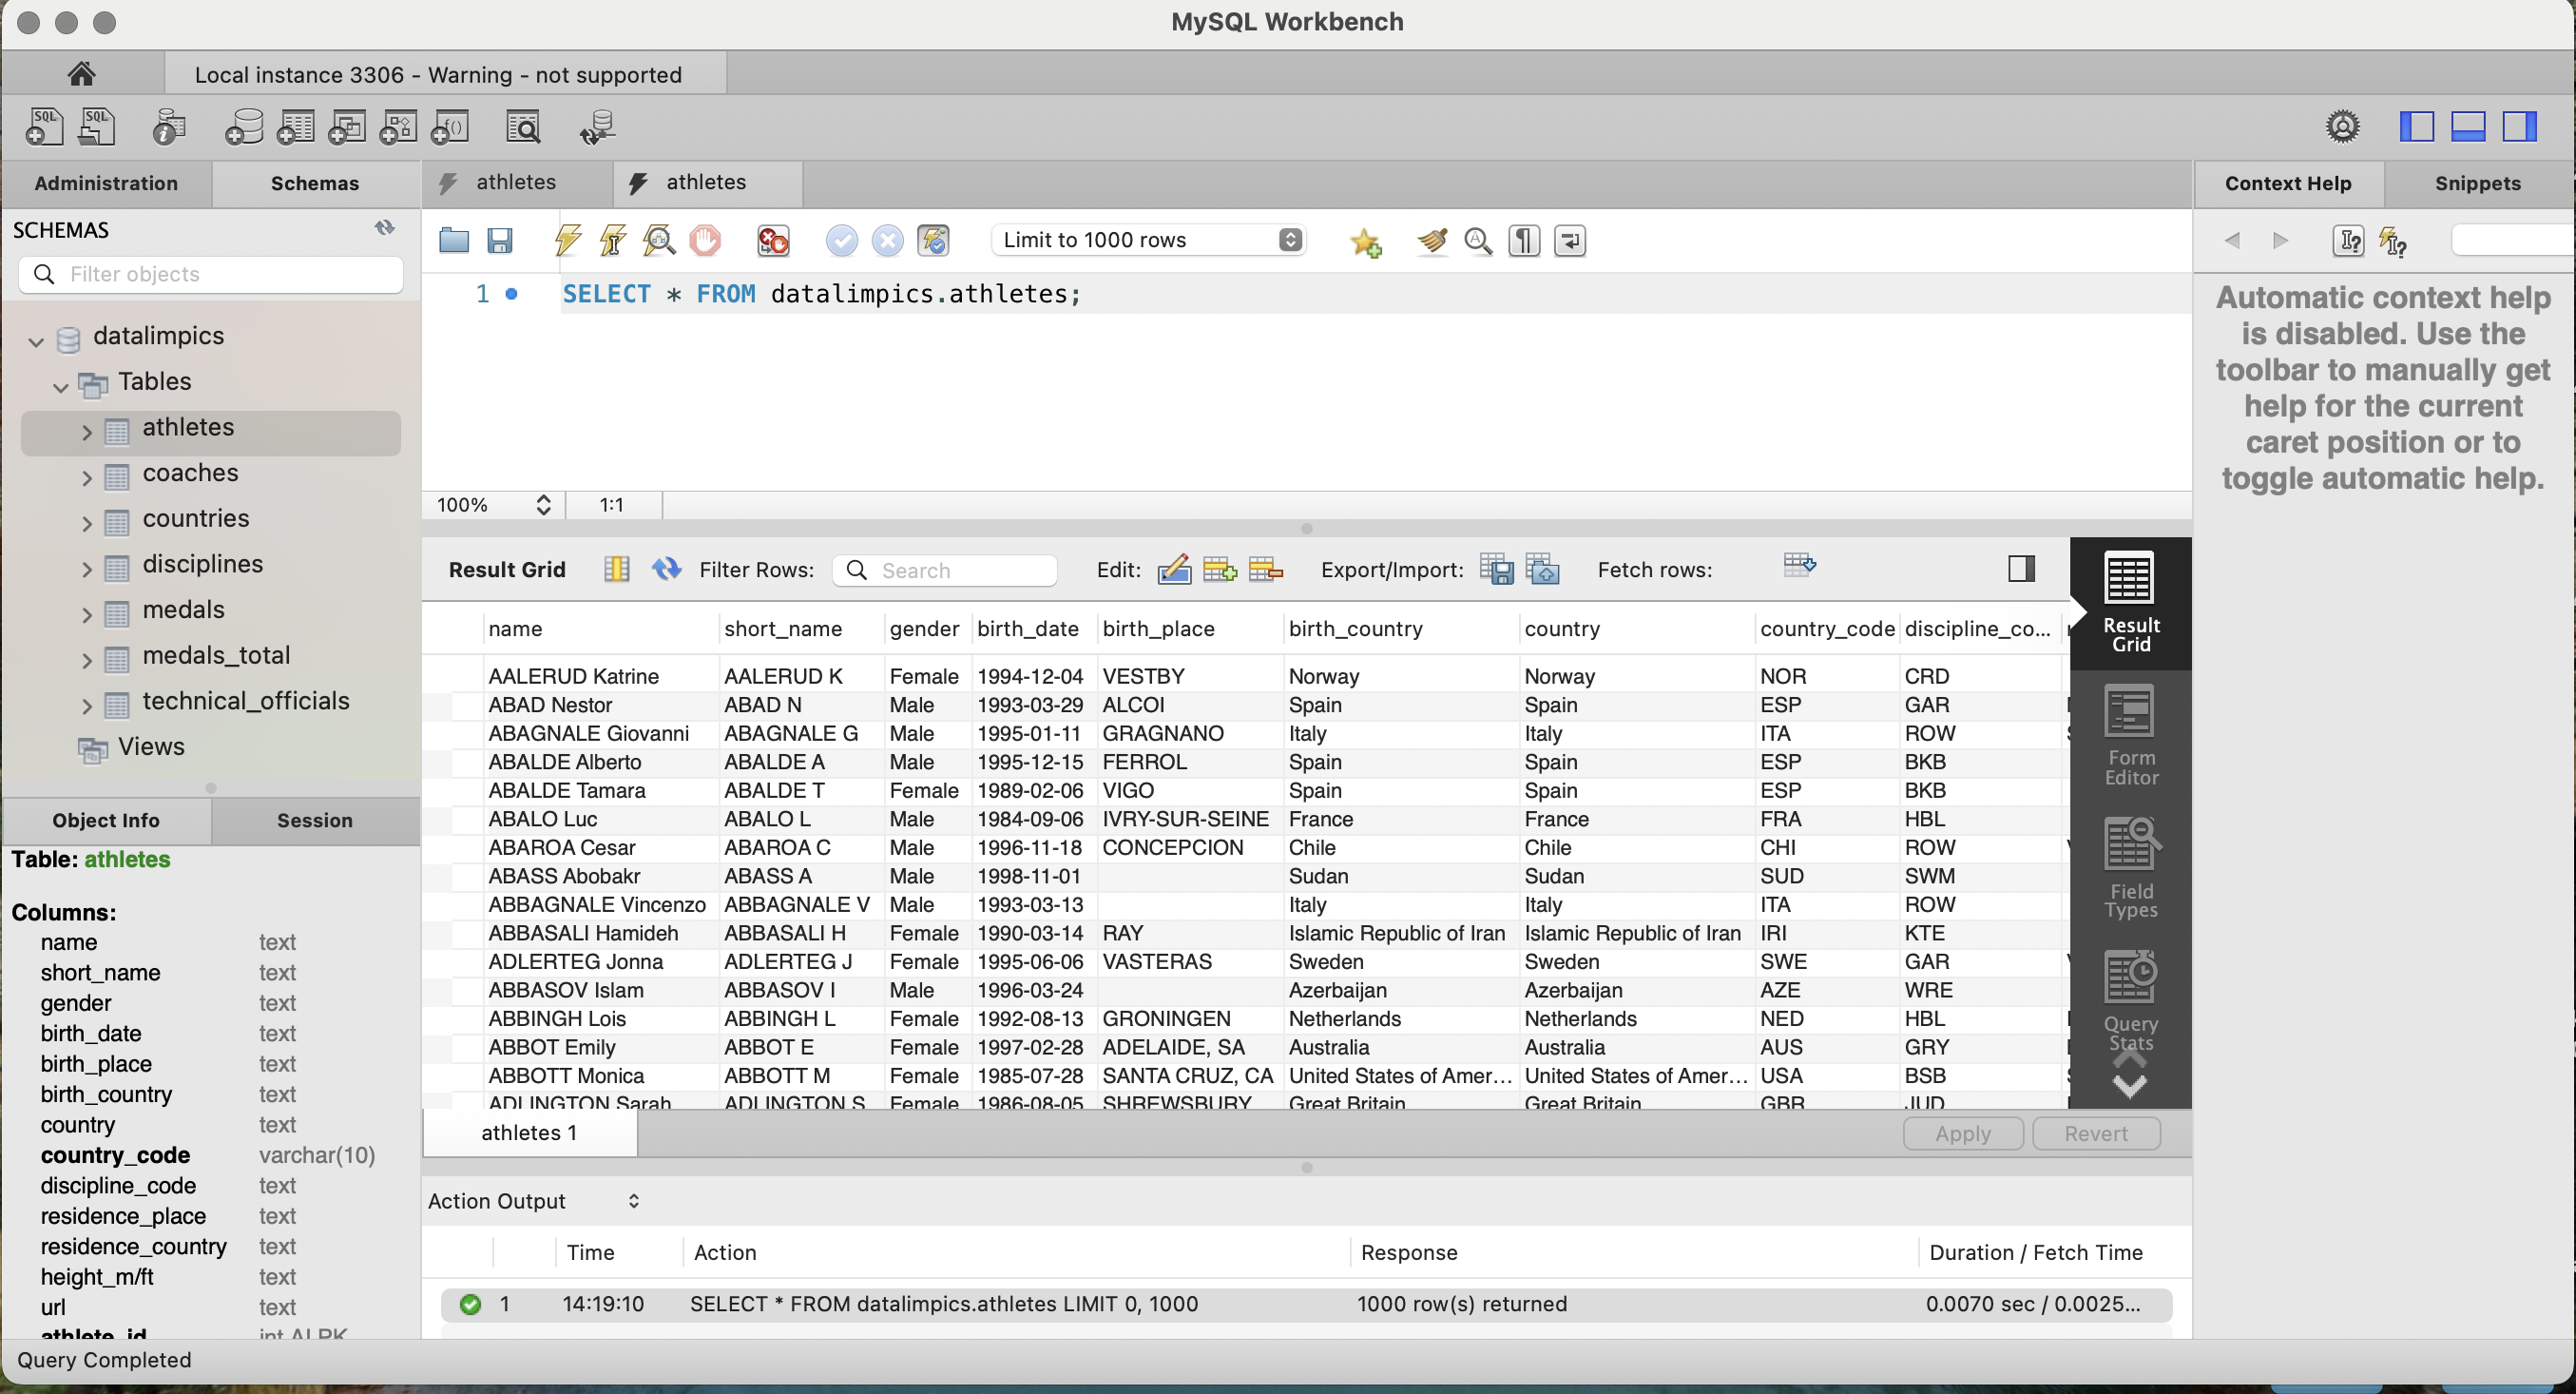 MySQL Workbench
Local instance 3306 - Warning - not supported
Administration Schemas
athletes athletes
Context Help Snippets
SCHEMAS
Filter objects
datalimpics
Tables
athletes
coaches
countries
disciplines
medals
medals_total
technical_officials
Views
Object Info Session
Table: athletes
Columns:
name text
short_name text
gender text
birth_date text
birth_place text
birth_country text
country text
country_code varchar(10)
discipline_code text
residence_place text
residence_country text
height_m/ft text
url text
athlete_id int AI PK
Limit to 1000 rows
1 SELECT * FROM datalimpics.athletes;
100% 1:1
Result Grid Filter Rows: Search Edit: Export/Import: Fetch rows:
name short_name gender birth_date birth_place birth_country country country_code discipline_co...
AALERUD Katrine AALERUD K Female 1994-12-04 VESTBY Norway Norway NOR CRD
ABAD Nestor ABAD N Male 1993-03-29 ALCOI Spain Spain ESP GAR
ABAGNALE Giovanni ABAGNALE G Male 1995-01-11 GRAGNANO Italy Italy ITA ROW
ABALDE Alberto ABALDE A Male 1995-12-15 FERROL Spain Spain ESP BKB
ABALDE Tamara ABALDE T Female 1989-02-06 VIGO Spain Spain ESP BKB
ABALO Luc ABALO L Male 1984-09-06 IVRY-SUR-SEINE France France FRA HBL
ABAROA Cesar ABAROA C Male 1996-11-18 CONCEPCION Chile Chile CHI ROW
ABASS Abobakr ABASS A Male 1998-11-01 Sudan Sudan SUD SWM
ABBAGNALE Vincenzo ABBAGNALE V Male 1993-03-13 Italy Italy ITA ROW
ABBASALI Hamideh ABBASALI H Female 1990-03-14 RAY Islamic Republic of Iran Islamic Republic of Iran IRI KTE
ADLERTEG Jonna ADLERTEG J Female 1995-06-06 VASTERAS Sweden Sweden SWE GAR
ABBASOV Islam ABBASOV I Male 1996-03-24 Azerbaijan Azerbaijan AZE WRE
ABBINGH Lois ABBINGH L Female 1992-08-13 GRONINGEN Netherlands Netherlands NED HBL
ABBOT Emily ABBOT E Female 1997-02-28 ADELAIDE, SA Australia Australia AUS GRY
ABBOTT Monica ABBOTT M Female 1985-07-28 SANTA CRUZ, CA United States of Amer... United States of Amer... USA BSB
ADLINGTON Sarah ADLINGTON S Female 1986-08-05 SHREWSBURY Great Britain Great Britain GBR JUD
Result
Grid
Form
Editor
Field
Types
Query
Stats
athletes 1 Apply Revert
Action Output
Time Action Response Duration / Fetch Time
1 14:19:10 SELECT * FROM datalimpics.athletes LIMIT 0, 1000 1000 row(s) returned 0.0070 sec / 0.0025...
Automatic context help
is disabled. Use the
toolbar to manually get
help for the current
caret position or to
toggle automatic help.
Query Completed